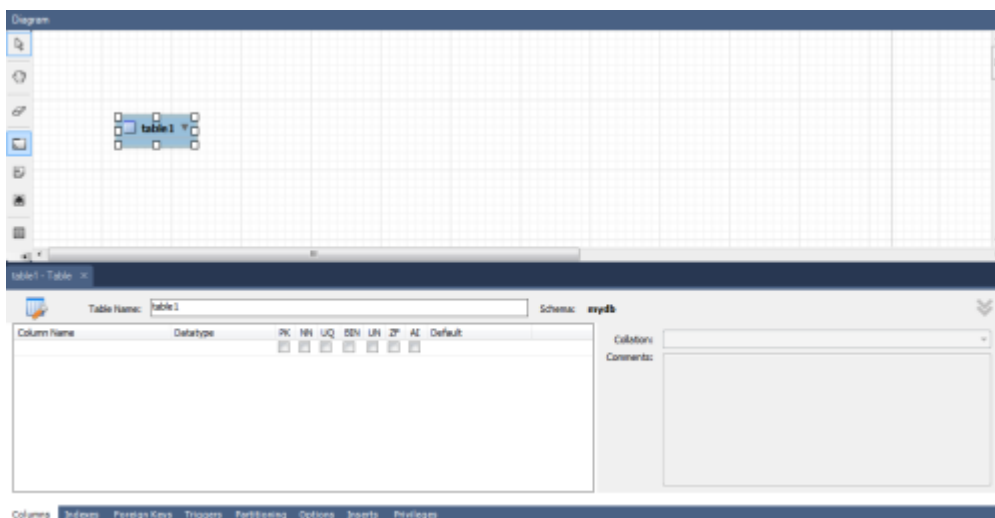 Diagram
table1
table1 - Table ×
Table Name: table1 Schema: mydb
Column Name Datatype PK NN UQ BIN UN ZF AI Default
Collation:
Comments:
Columns Indexes Foreign Keys Triggers Partitioning Options Inserts Privileges